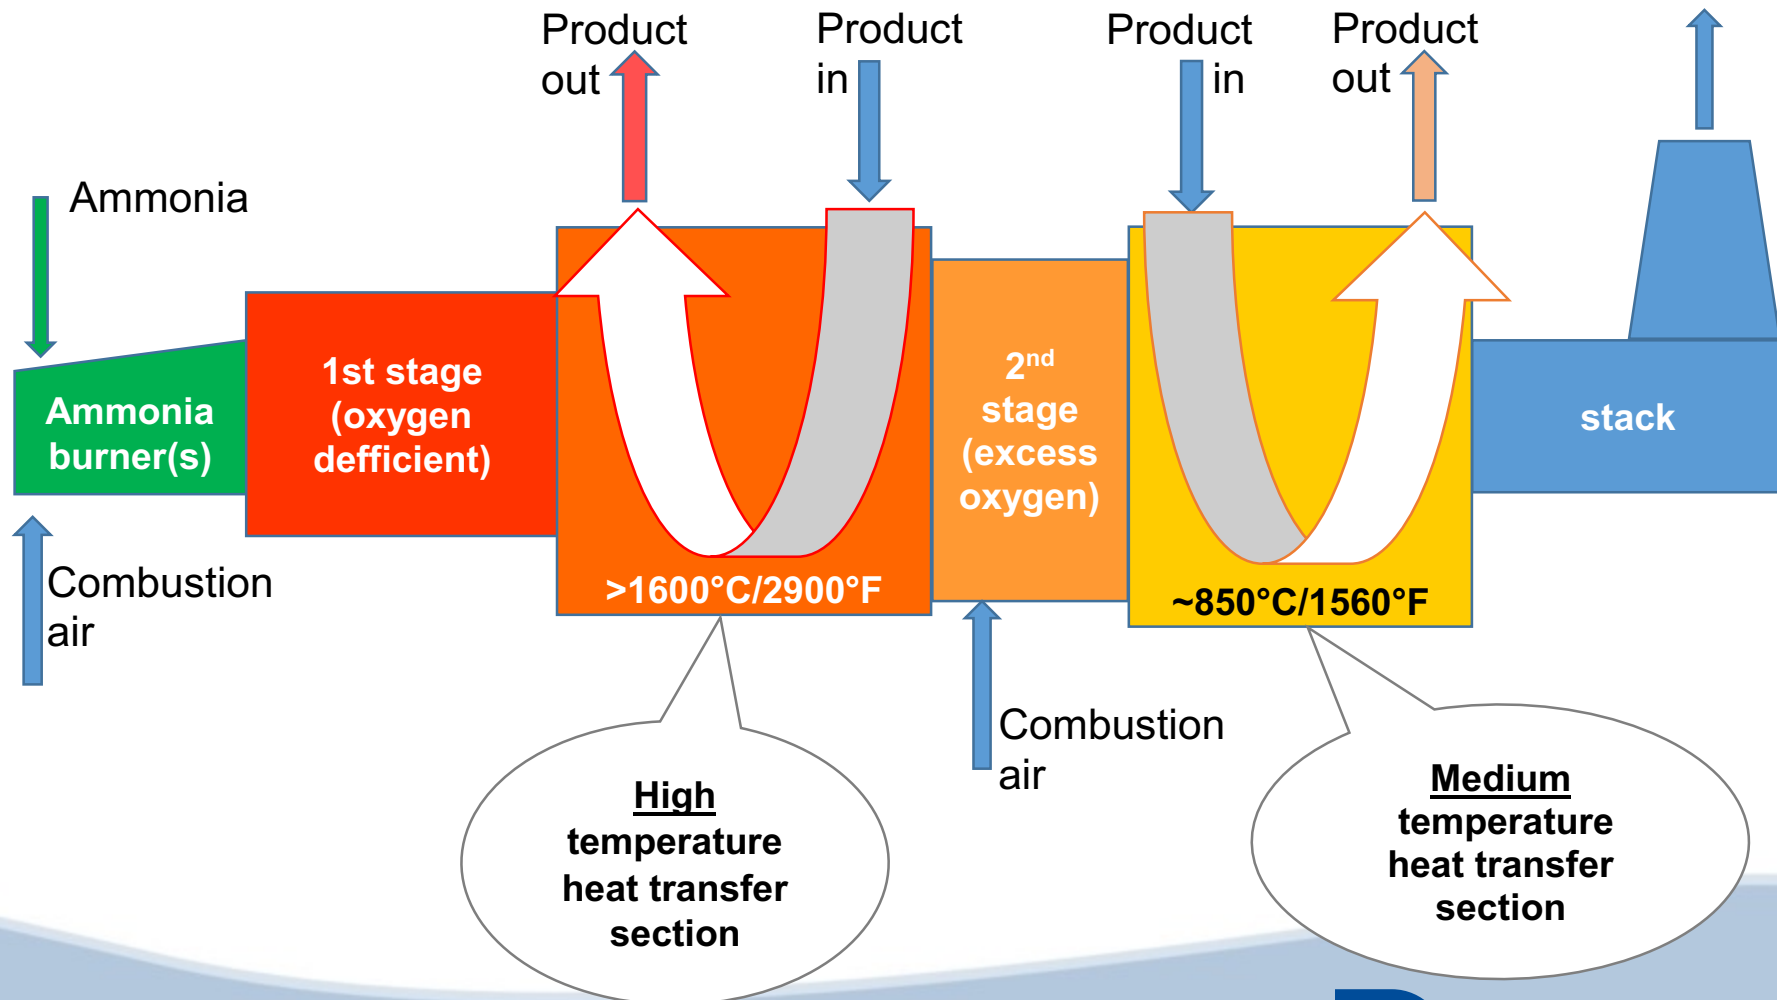 Product
out
Product
in
Product
in
Product
out
Ammonia
Ammonia
burner(s)
Combustion
air
1st stage
(oxygen
defficient)
>1600°C/2900°F
2nd
stage
(excess
oxygen)
Combustion
air
~850°C/1560°F
stack
High
temperature
heat transfer
section
Medium
temperature
heat transfer
section